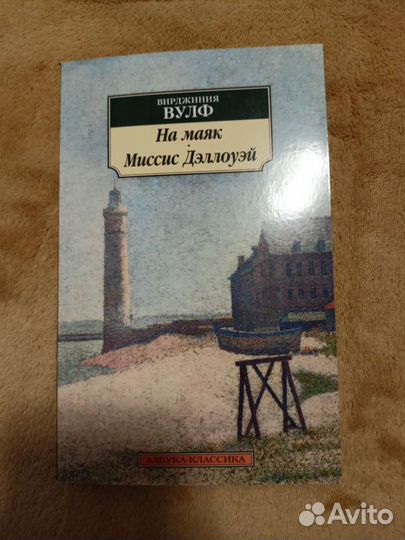 ВИРДЖИНИЯ
ВУЛФ
На маяк
·
Миссис Дэллоуэй
АЗБУКА-КЛАССИКА
Avito